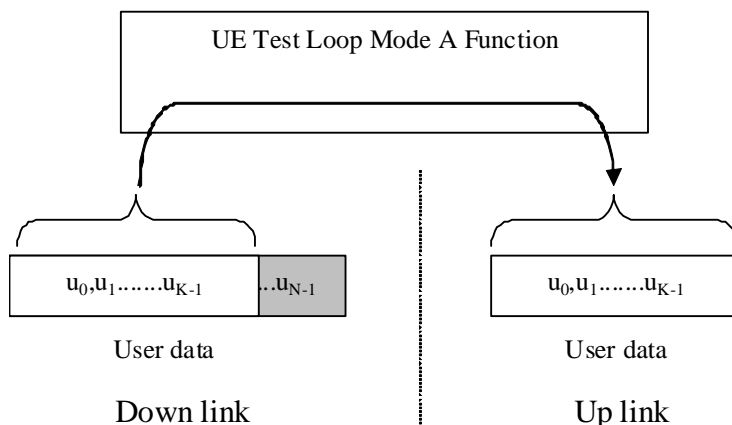 UE Test Loop Mode A Function
u0,u1.......uK-1 ...uN-1
u0,u1.......uK-1
User data
User data
Down link
Up link